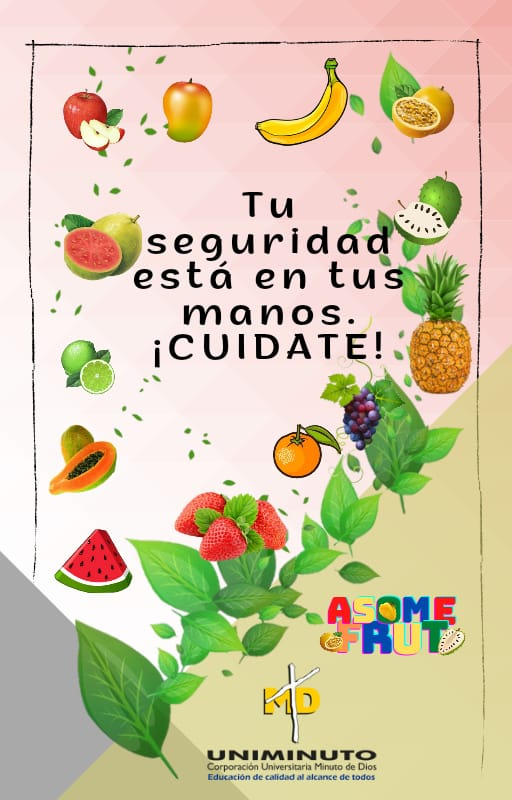 Tu
seguridad
está en tus
manos.
¡CUIDATE!
ASOME
FRUT
MD
UNIMINUTO
Corporación Universitaria Minuto de Dios
Educación de calidad al alcance de todos